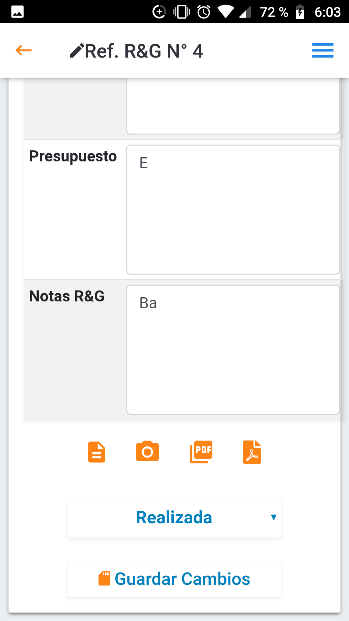 72 % 6:03
Ref. R&G N° 4
Presupuesto E
Notas R&G Ba
PDF
Realizada
Guardar Cambios